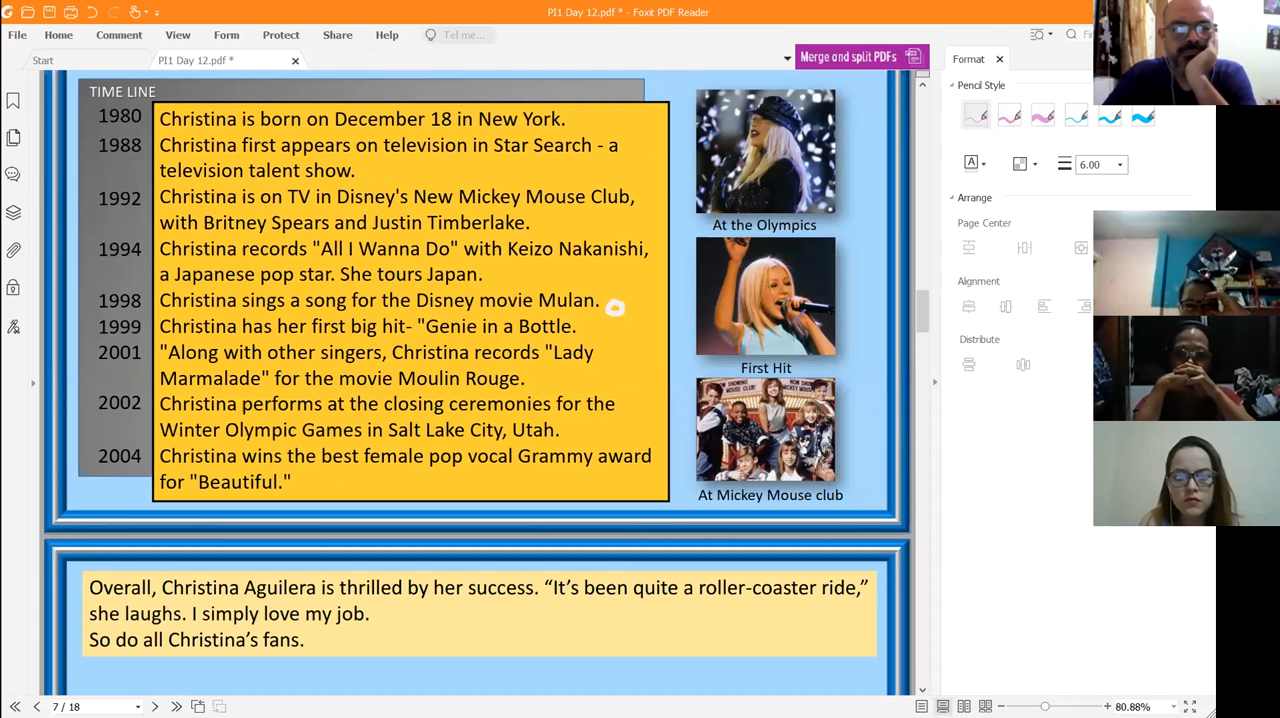 PI1 Day 12.pdf * - Foxit PDF Reader
File Home Comment View Form Protect Share Help Tell me...
Start PI1 Day 12.pdf * Merge and split PDFs
Format
Pencil Style
6.00
Arrange
Page Center
Alignment
Distribute
TIME LINE
1980 Christina is born on December 18 in New York.
1988 Christina first appears on television in Star Search - a
television talent show.
1992 Christina is on TV in Disney's New Mickey Mouse Club,
with Britney Spears and Justin Timberlake.
1994 Christina records "All I Wanna Do" with Keizo Nakanishi,
a Japanese pop star. She tours Japan.
1998 Christina sings a song for the Disney movie Mulan.
1999 Christina has her first big hit- "Genie in a Bottle.
2001 "Along with other singers, Christina records "Lady
Marmalade" for the movie Moulin Rouge.
2002 Christina performs at the closing ceremonies for the
Winter Olympic Games in Salt Lake City, Utah.
2004 Christina wins the best female pop vocal Grammy award
for "Beautiful."
At the Olympics
First Hit
At Mickey Mouse club
Overall, Christina Aguilera is thrilled by her success. “It’s been quite a roller-coaster ride,”
she laughs. I simply love my job.
So do all Christina’s fans.
7 / 18
80.88%